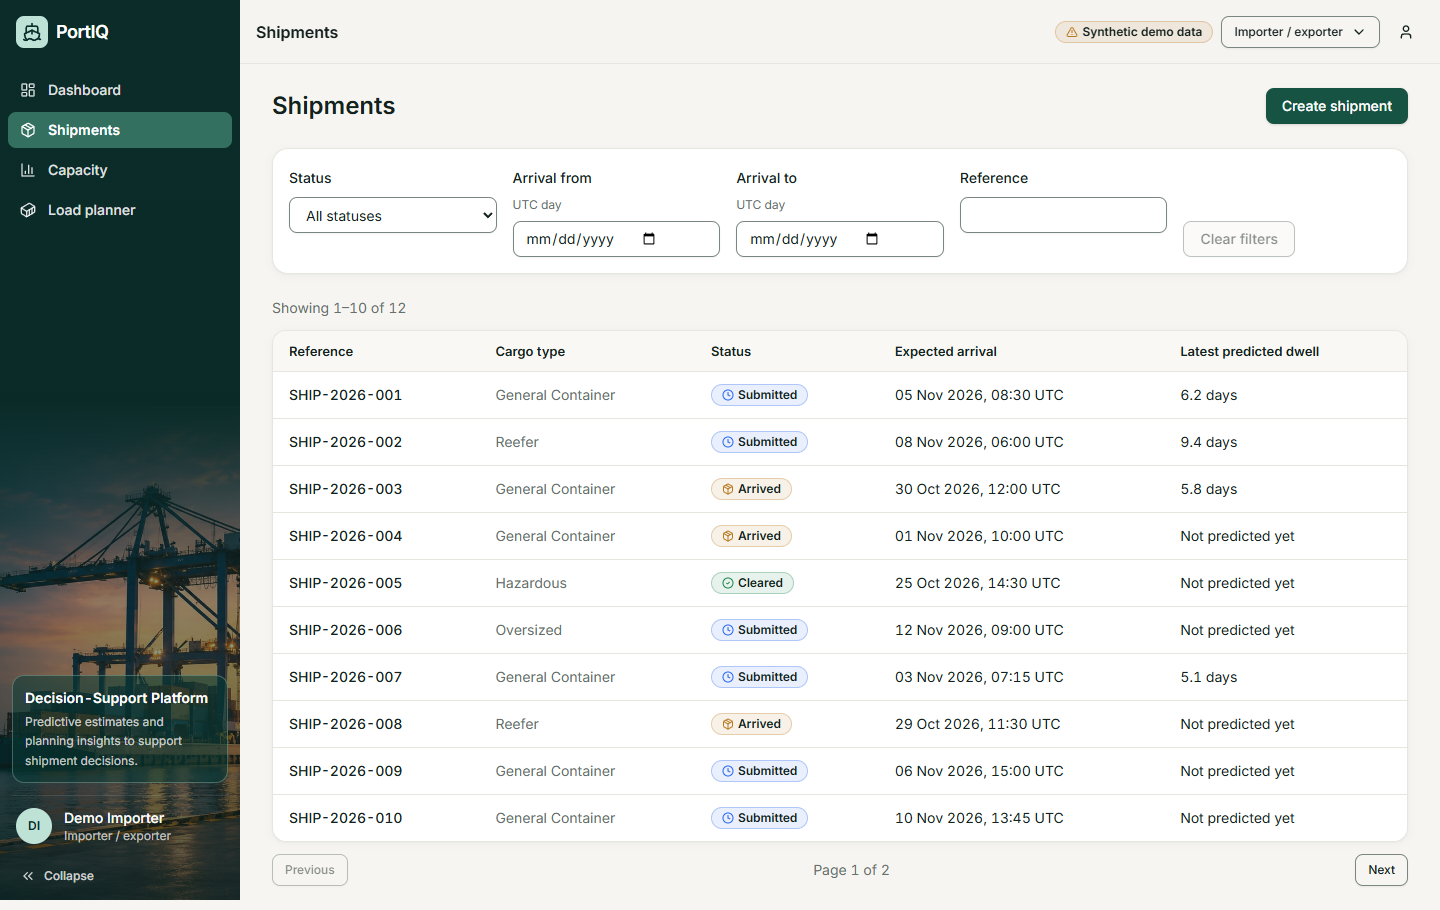 PortIQ
Dashboard
Shipments
Capacity
Load planner
Decision-Support Platform
Predictive estimates and
planning insights to support
shipment decisions.
DI
Demo Importer
Importer / exporter
Collapse
Shipments
Synthetic demo data
Importer / exporter
Shipments
Create shipment
Status
All statuses
Arrival from
UTC day
mm/dd/yyyy
Arrival to
UTC day
mm/dd/yyyy
Reference
Clear filters
Showing 1–10 of 12
Reference Cargo type Status Expected arrival Latest predicted dwell
SHIP-2026-001 General Container Submitted 05 Nov 2026, 08:30 UTC 6.2 days
SHIP-2026-002 Reefer Submitted 08 Nov 2026, 06:00 UTC 9.4 days
SHIP-2026-003 General Container Arrived 30 Oct 2026, 12:00 UTC 5.8 days
SHIP-2026-004 General Container Arrived 01 Nov 2026, 10:00 UTC Not predicted yet
SHIP-2026-005 Hazardous Cleared 25 Oct 2026, 14:30 UTC Not predicted yet
SHIP-2026-006 Oversized Submitted 12 Nov 2026, 09:00 UTC Not predicted yet
SHIP-2026-007 General Container Submitted 03 Nov 2026, 07:15 UTC 5.1 days
SHIP-2026-008 Reefer Arrived 29 Oct 2026, 11:30 UTC Not predicted yet
SHIP-2026-009 General Container Submitted 06 Nov 2026, 15:00 UTC Not predicted yet
SHIP-2026-010 General Container Submitted 10 Nov 2026, 13:45 UTC Not predicted yet
Previous Page 1 of 2 Next